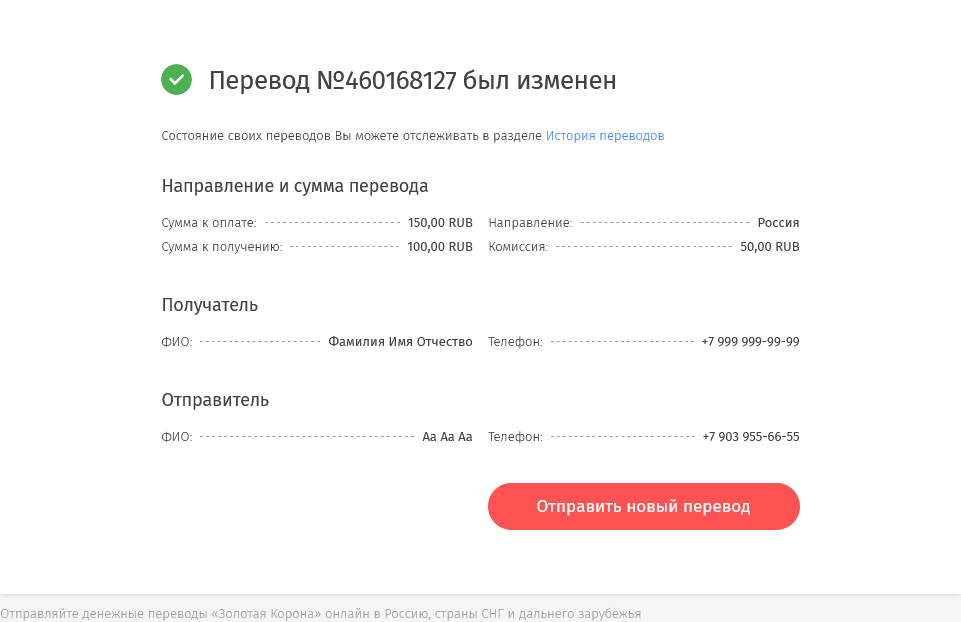 Перевод №460168127 был изменен
Состояние своих переводов Вы можете отслеживать в разделе История переводов
Направление и сумма перевода
Сумма к оплате: 150,00 RUB Направление: Россия
Сумма к получению: 100,00 RUB Комиссия: 50,00 RUB
Получатель
ФИО: Фамилия Имя Отчество Телефон: +7 999 999-99-99
Отправитель
ФИО: Аа Аа Аа Телефон: +7 903 955-66-55
Отправить новый перевод
Отправляйте денежные переводы «Золотая Корона» онлайн в Россию, страны СНГ и дальнего зарубежья